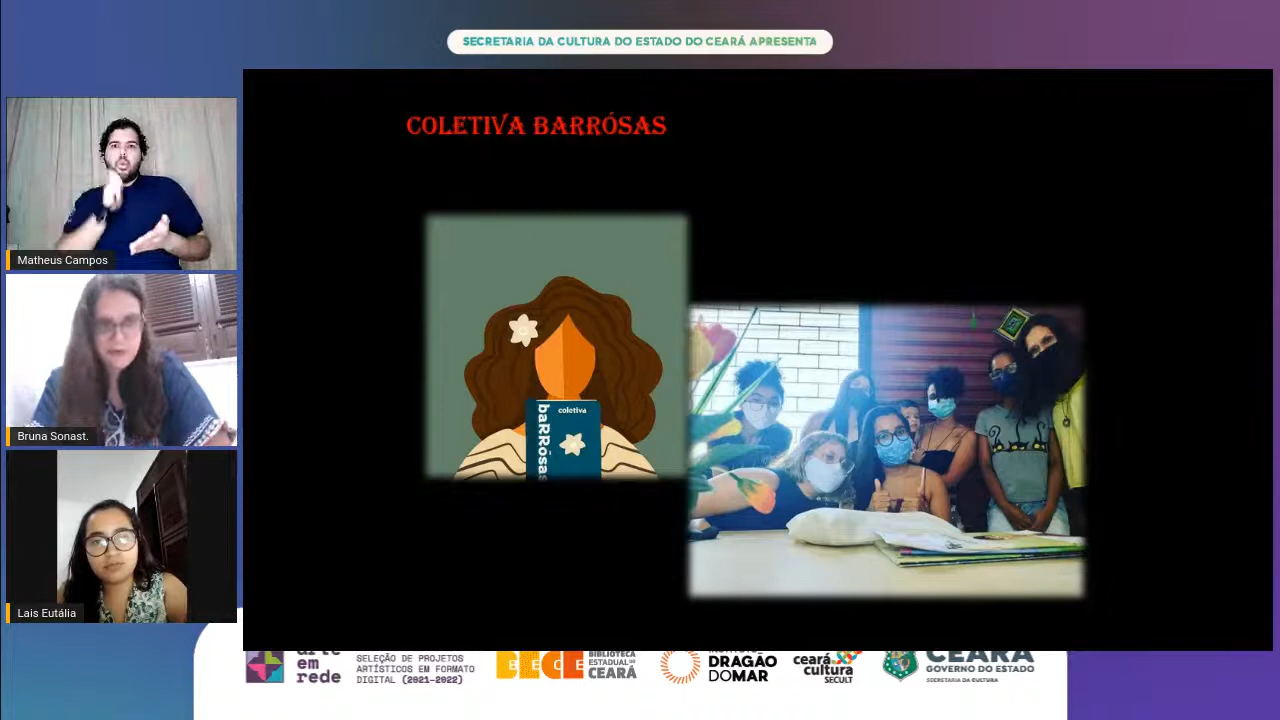 SECRETARIA DA CULTURA DO ESTADO DO CEARÁ APRESENTA
COLETIVA BARRÓSAS
Matheus Campos
Bruna Sonast.
Lais Eutália
coletiva
baRRósas
arte
em
rede
SELEÇÃO DE PROJETOS
ARTÍSTICOS EM FORMATO
DIGITAL (2021-2022)
BECE
BIBLIOTECA
ESTADUAL DO
CEARÁ
DRAGÃO
DO MAR
ceará
cultura
SECULT
CEARÁ
GOVERNO DO ESTADO
SECRETARIA DA CULTURA